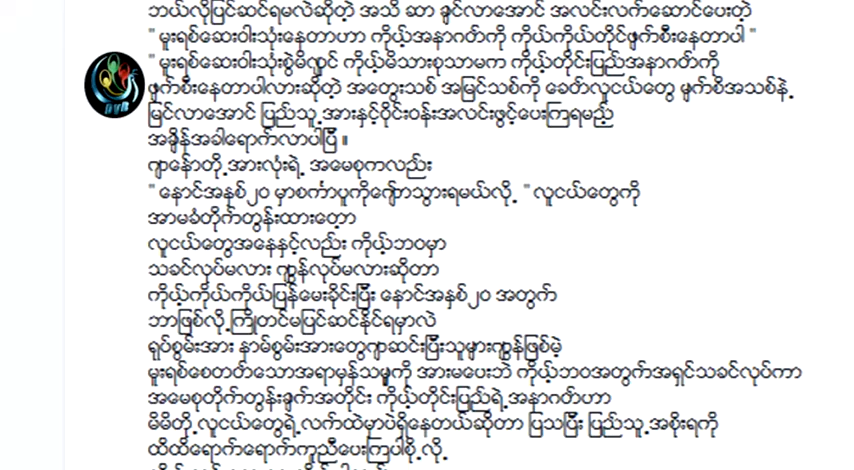 ဘယ်လိုပြင်ဆင်ရမလဲဆိုတဲ့ အသိ ဆာ ချင်လာအောင် အလင်းလက်ဆောင်ပေးတဲ့
" မူးရစ်ဆေးဝါးသုံးနေတာဟာ ကိုယ့်အနာဂတ်ကို ကိုယ်ကိုယ်တိုင်ဖျက်စီးနေတာပါ "
" မူးရစ်ဆေးဝါးသုံးစွဲမိလျှင် ကိုယ့်မိသားစုသာမက ကိုယ့်တိုင်းပြည်အနာဂတ်ကို
ဖျက်စီးနေတာပါလားဆိုတဲ့ အတွေးသစ် အမြင်သစ်ကို ခေတ်လူငယ်တွေ မျက်စိအသစ်နဲ့
မြင်လာအောင် ပြည်သူ့အားနှင့်ဝိုင်းဝန်းအလင်းဖွင့်ပေးကြရမည့်
အချိန်အခါရောက်လာပါပြီ ။
ကျာနော်တို့အားလုံးရဲ့ အမေစုကလည်း
" နောင်အနှစ်၂၀ မှာစင်္ကာပူကိုကျော်သွားရမယ်လို့ " လူငယ်တွေကို
အာမခံတိုက်တွန်းထားတော့
လူငယ်တွေအနေနှင့်လည်း ကိုယ့်ဘဝမှာ
သခင်လုပ်မလား ကျွန်လုပ်မလားဆိုတာ
ကိုယ့်ကိုယ်ကိုယ်ပြန်မေးခိုင်းပြီး နောင်အနှစ်၂၀ အတွက်
ဘာဖြစ်လို့ကြိုတင်မပြင်ဆင်နိုင်ရမှာလဲ
ရုပ်စွမ်းအား နာမ်စွမ်းအားတွေကျာဆင်းပြီးသူများကျွန်ဖြစ်မဲ့
မူးရစ်စေတတ်သောအရာမှန်သမျှကို အားမပေးဘဲ ကိုယ့်ဘဝအတွက်အရှင်သခင်လုပ်ကာ
အမေစုတိုက်တွန်းချက်အတိုင်း ကိုယ့်တိုင်းပြည်ရဲ့အနာဂတ်ဟာ
မိမိတို့လူငယ်တွေရဲ့လက်ထဲမှာပဲရှိနေတယ်ဆိုတာ ပြသပြီး ပြည်သူ့အစိုးရကို
ထိထိရောက်ရောက်ကူညီပေးကြပါစို့လို့